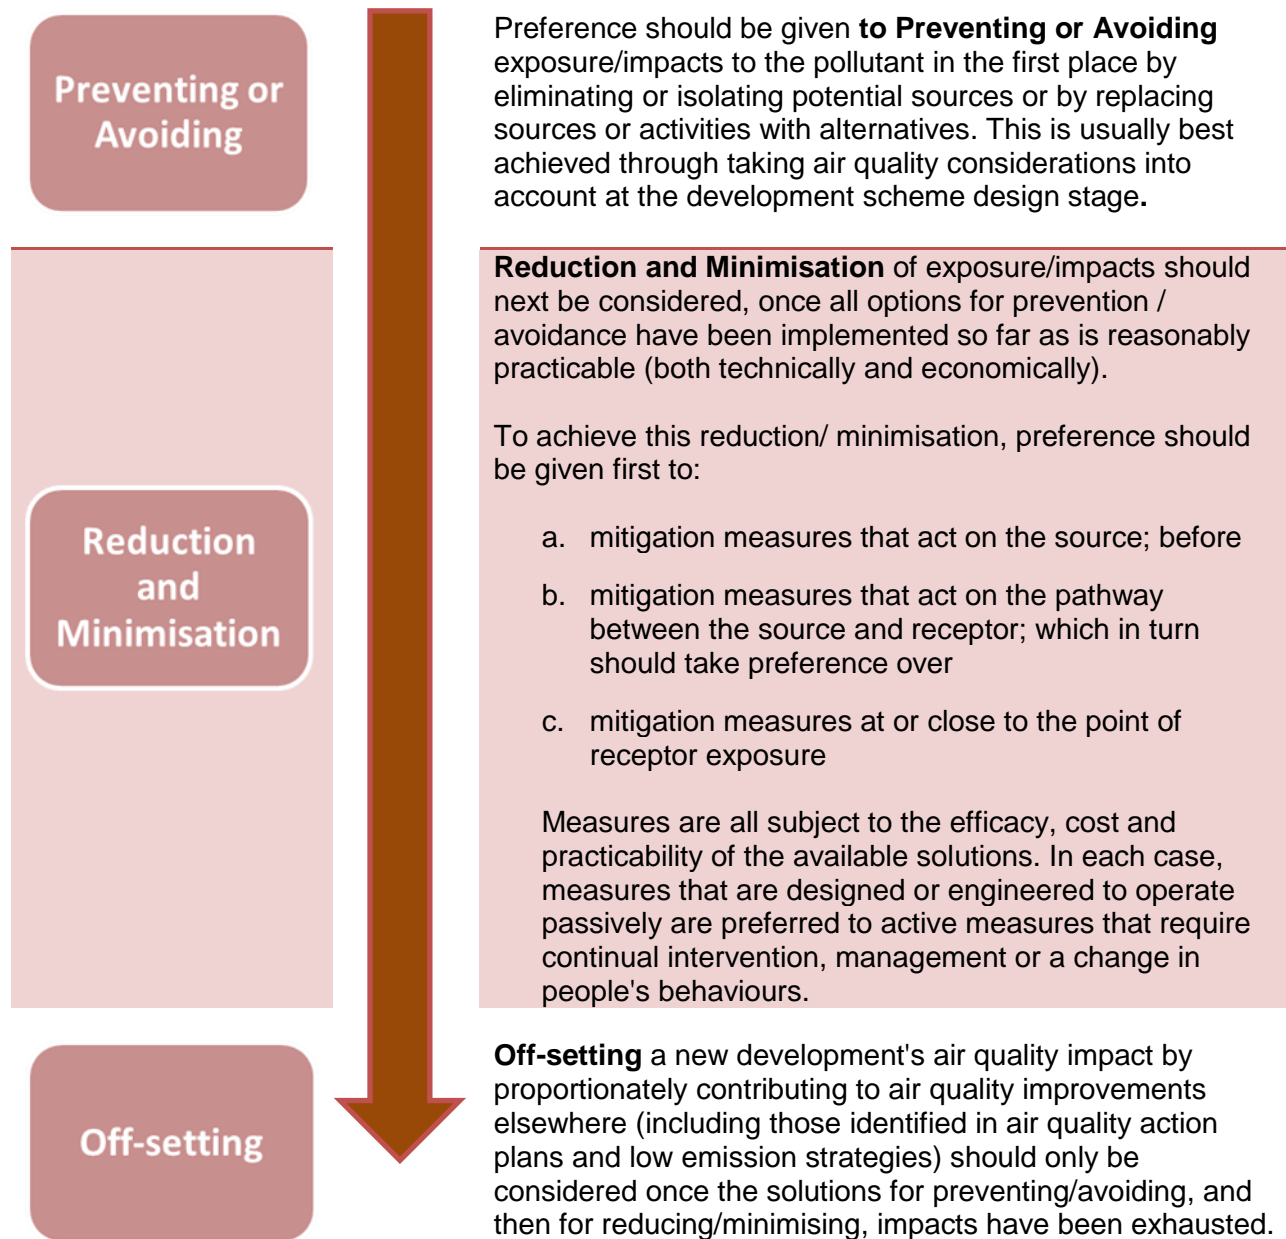 Preventing or
Avoiding
Preference should be given to Preventing or Avoiding
exposure/impacts to the pollutant in the first place by
eliminating or isolating potential sources or by replacing
sources or activities with alternatives. This is usually best
achieved through taking air quality considerations into
account at the development scheme design stage.
Reduction
and
Minimisation
Reduction and Minimisation of exposure/impacts should
next be considered, once all options for prevention /
avoidance have been implemented so far as is reasonably
practicable (both technically and economically).
To achieve this reduction/ minimisation, preference should
be given first to:
a. mitigation measures that act on the source; before
b. mitigation measures that act on the pathway
between the source and receptor; which in turn
should take preference over
c. mitigation measures at or close to the point of
receptor exposure
Measures are all subject to the efficacy, cost and
practicability of the available solutions. In each case,
measures that are designed or engineered to operate
passively are preferred to active measures that require
continual intervention, management or a change in
people's behaviours.
Off-setting
Off-setting a new development's air quality impact by
proportionately contributing to air quality improvements
elsewhere (including those identified in air quality action
plans and low emission strategies) should only be
considered once the solutions for preventing/avoiding, and
then for reducing/minimising, impacts have been exhausted.